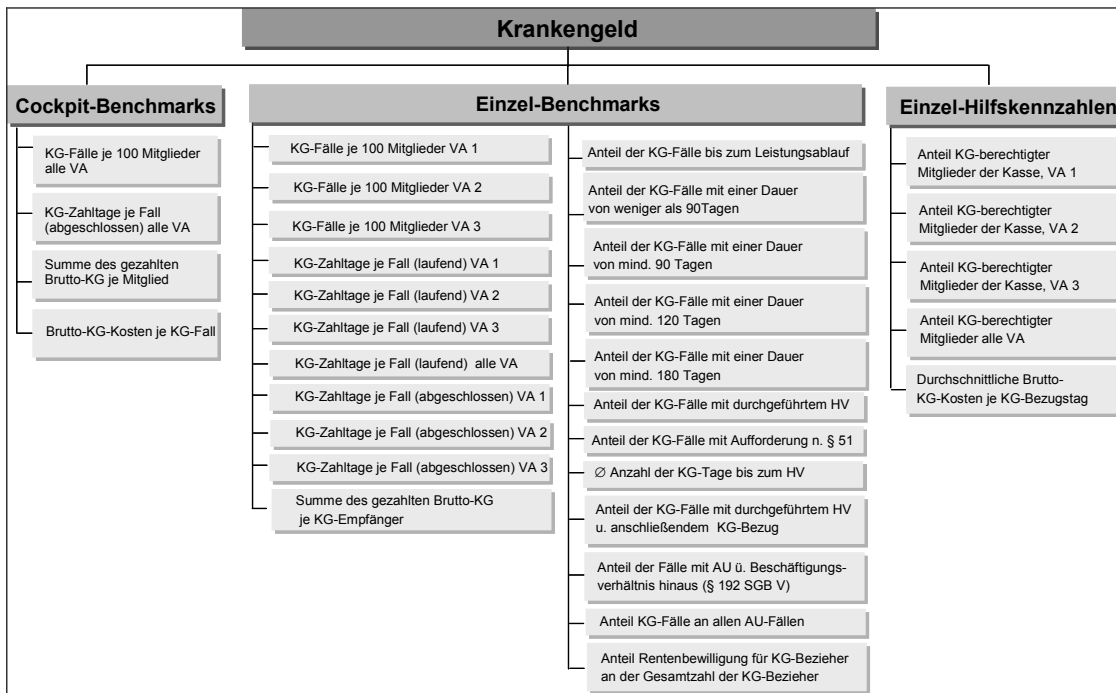 Krankengeld
Cockpit-Benchmarks
KG-Fälle je 100 Mitglieder
alle VA
KG-Zahltage je Fall
(abgeschlossen) alle VA
Summe des gezahlten
Brutto-KG je Mitglied
Brutto-KG-Kosten je KG-Fall
Einzel-Benchmarks
KG-Fälle je 100 Mitglieder VA 1
KG-Fälle je 100 Mitglieder VA 2
KG-Fälle je 100 Mitglieder VA 3
KG-Zahltage je Fall (laufend) VA 1
KG-Zahltage je Fall (laufend) VA 2
KG-Zahltage je Fall (laufend) VA 3
KG-Zahltage je Fall (laufend) alle VA
KG-Zahltage je Fall (abgeschlossen) VA 1
KG-Zahltage je Fall (abgeschlossen) VA 2
KG-Zahltage je Fall (abgeschlossen) VA 3
Summe des gezahlten Brutto-KG
je KG-Empfänger
Anteil der KG-Fälle bis zum Leistungsablauf
Anteil der KG-Fälle mit einer Dauer
von weniger als 90Tagen
Anteil der KG-Fälle mit einer Dauer
von mind. 90 Tagen
Anteil der KG-Fälle mit einer Dauer
von mind. 120 Tagen
Anteil der KG-Fälle mit einer Dauer
von mind. 180 Tagen
Anteil der KG-Fälle mit durchgeführtem HV
Anteil der KG-Fälle mit Aufforderung n. § 51
∅ Anzahl der KG-Tage bis zum HV
Anteil der KG-Fälle mit durchgeführtem HV
u. anschließendem KG-Bezug
Anteil der Fälle mit AU ü. Beschäftigungs-
verhältnis hinaus (§ 192 SGB V)
Anteil KG-Fälle an allen AU-Fällen
Anteil Rentenbewilligung für KG-Bezieher
an der Gesamtzahl der KG-Bezieher
Einzel-Hilfskennzahlen
Anteil KG-berechtigter
Mitglieder der Kasse, VA 1
Anteil KG-berechtigter
Mitglieder der Kasse, VA 2
Anteil KG-berechtigter
Mitglieder der Kasse, VA 3
Anteil KG-berechtigter
Mitglieder alle VA
Durchschnittliche Brutto-
KG-Kosten je KG-Bezugstag